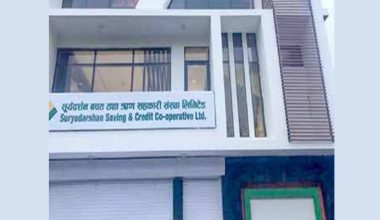 सूर्यदर्शन बचत तथा ऋण सहकारी संस्था लिमिटेड
Suryadarshan Saving & Credit Co-operative Ltd.